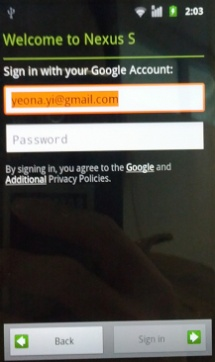 2:03
Welcome to Nexus S
Sign in with your Google Account:
yeona.yi@gmail.com
Password
By signing in, you agree to the Google and
Additional Privacy Policies.
Back
Sign in